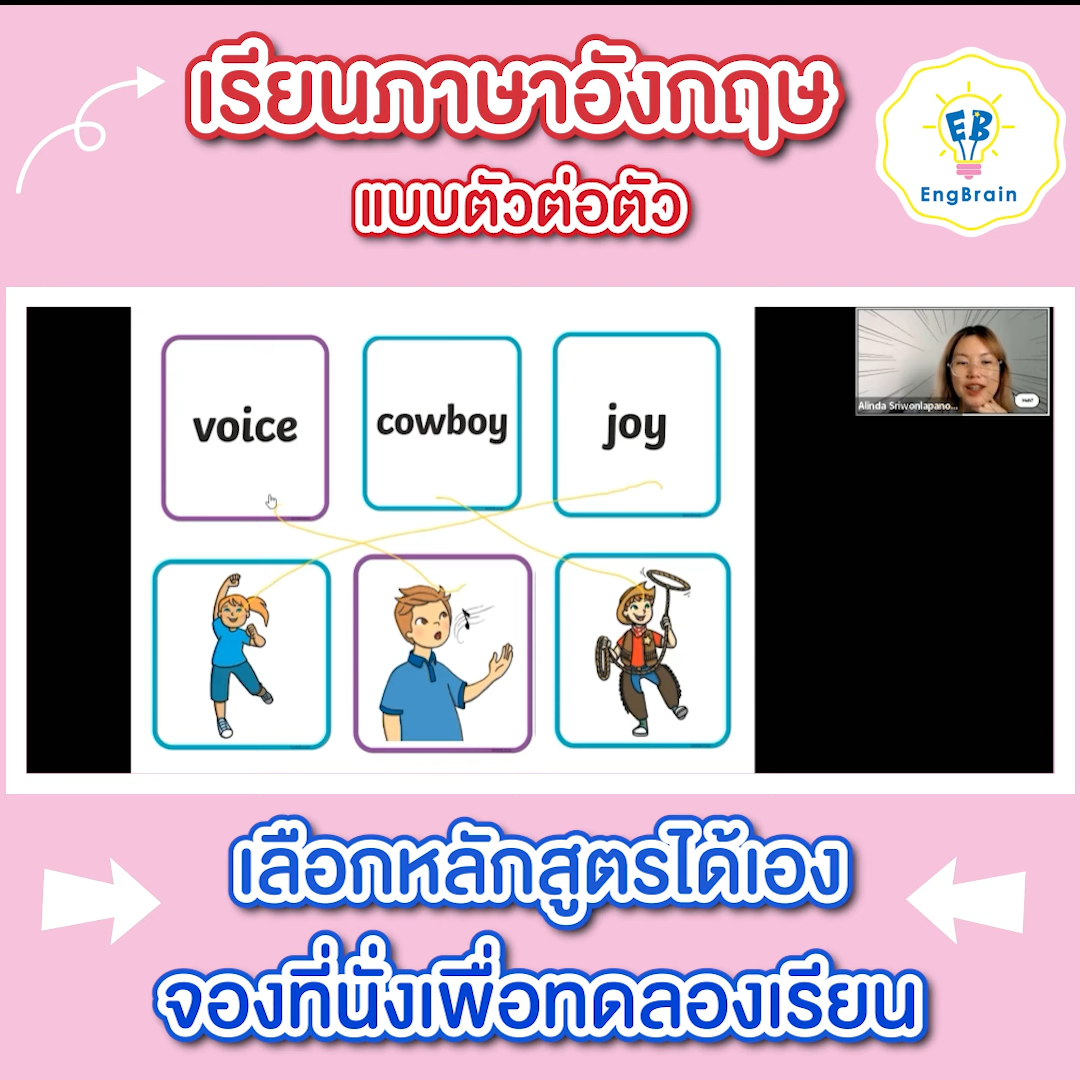 เรียนภาษาอังกฤษ
แบบตัวต่อตัว
EB
EngBrain
voice
cowboy
joy
Alinda Sriwonlapano...
Huh?
เลือกหลักสูตรได้เอง
จองที่นั่งเพื่อทดลองเรียน